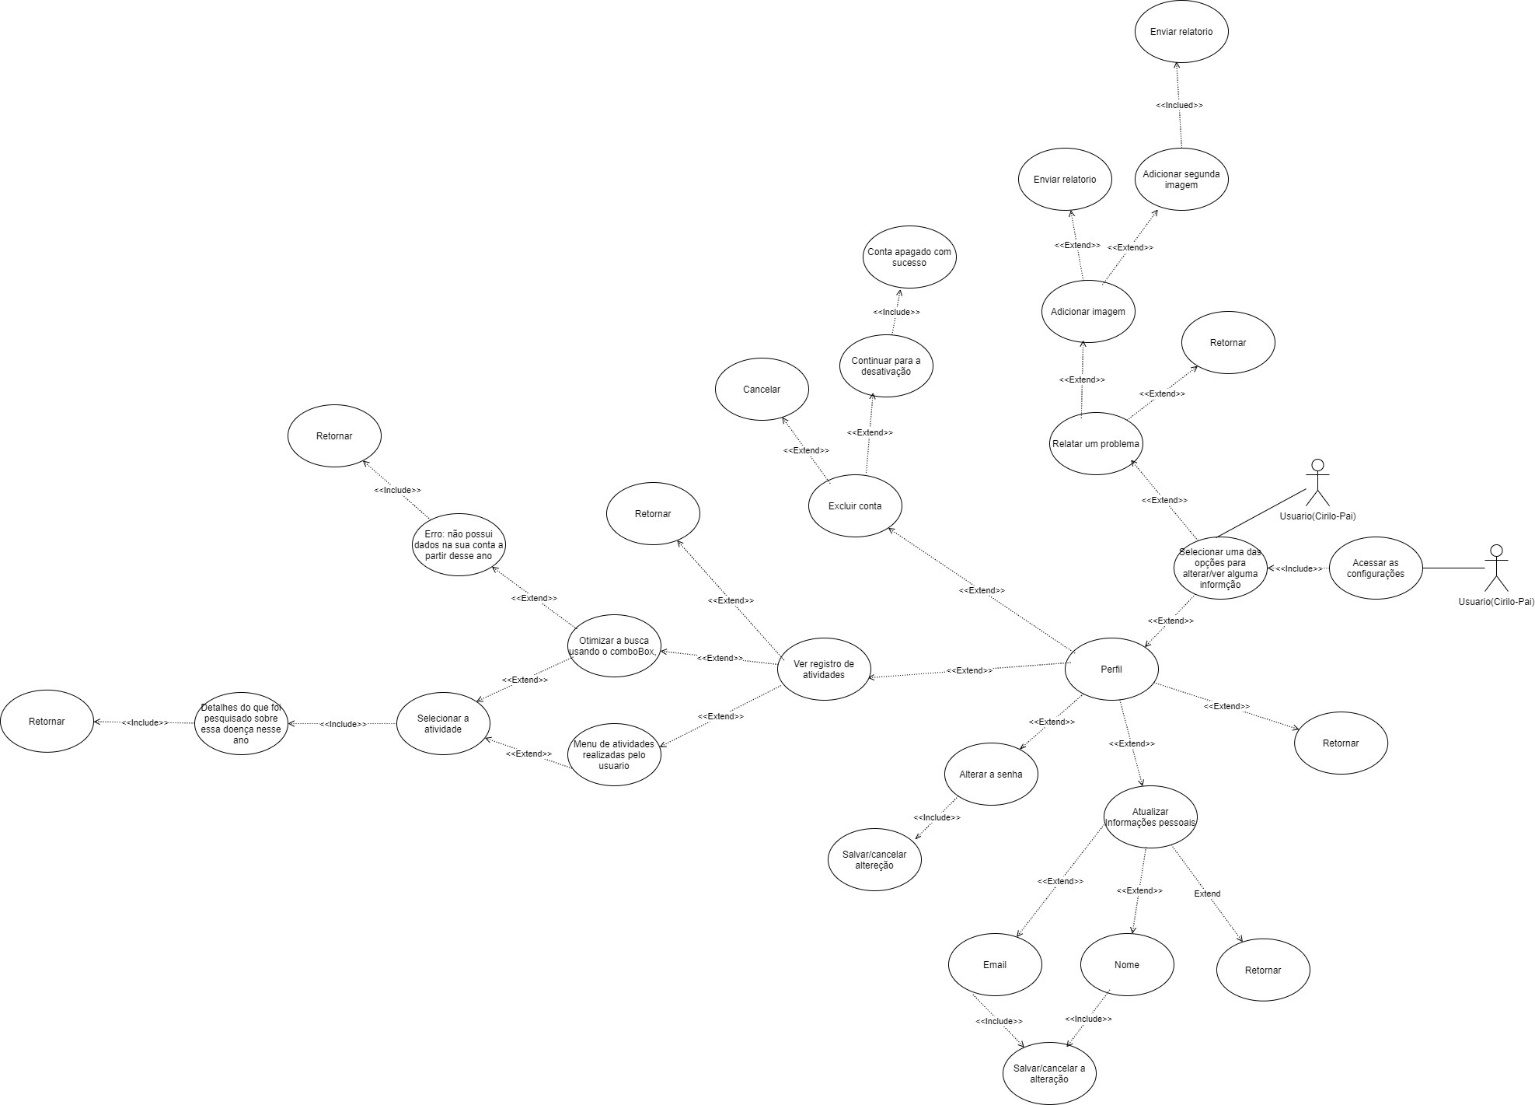 Enviar relatorio
<<Inclued>>
Enviar relatorio
Adicionar segunda
imagem
<<Extend>>
<<Extend>>
Conta apagado com
sucesso
<<Include>>
Adicionar imagem
Retornar
Continuar para a
desativação
<<Extend>>
<<Extend>>
Cancelar
<<Extend>>
<<Extend>>
Relatar um problema
Retornar
<<Include>>
<<Extend>>
Excluir conta
Retornar
Usuario(Cirilo-Pai)
Erro: não possui
dados na sua conta a
partir desse ano
Selecionar uma das
opções para
alterar/ver alguma
informção
<<Include>>
Acessar as
configurações
Usuario(Cirilo-Pai)
<<Extend>>
<<Extend>>
<<Extend>>
<<Extend>>
Otimizar a busca
usando o comboBox,
<<Extend>>
Ver registro de
atividades
<<Extend>>
Perfil
<<Extend>>
<<Extend>>
<<Extend>>
<<Extend>>
Retornar
<<Include>>
Detalhes do que foi
pesquisado sobre
essa doença nesse
ano
<<Include>>
Selecionar a
atividade
<<Extend>>
Menu de atividades
realizadas pelo
usuario
<<Extend>>
Retornar
Alterar a senha
<<Include>>
Atualizar
informações pessoais
Salvar/cancelar
altereção
<<Extend>>
<<Extend>>
Extend
Email
Nome
Retornar
<<Include>>
<<Include>>
Salvar/cancelar a
alteração